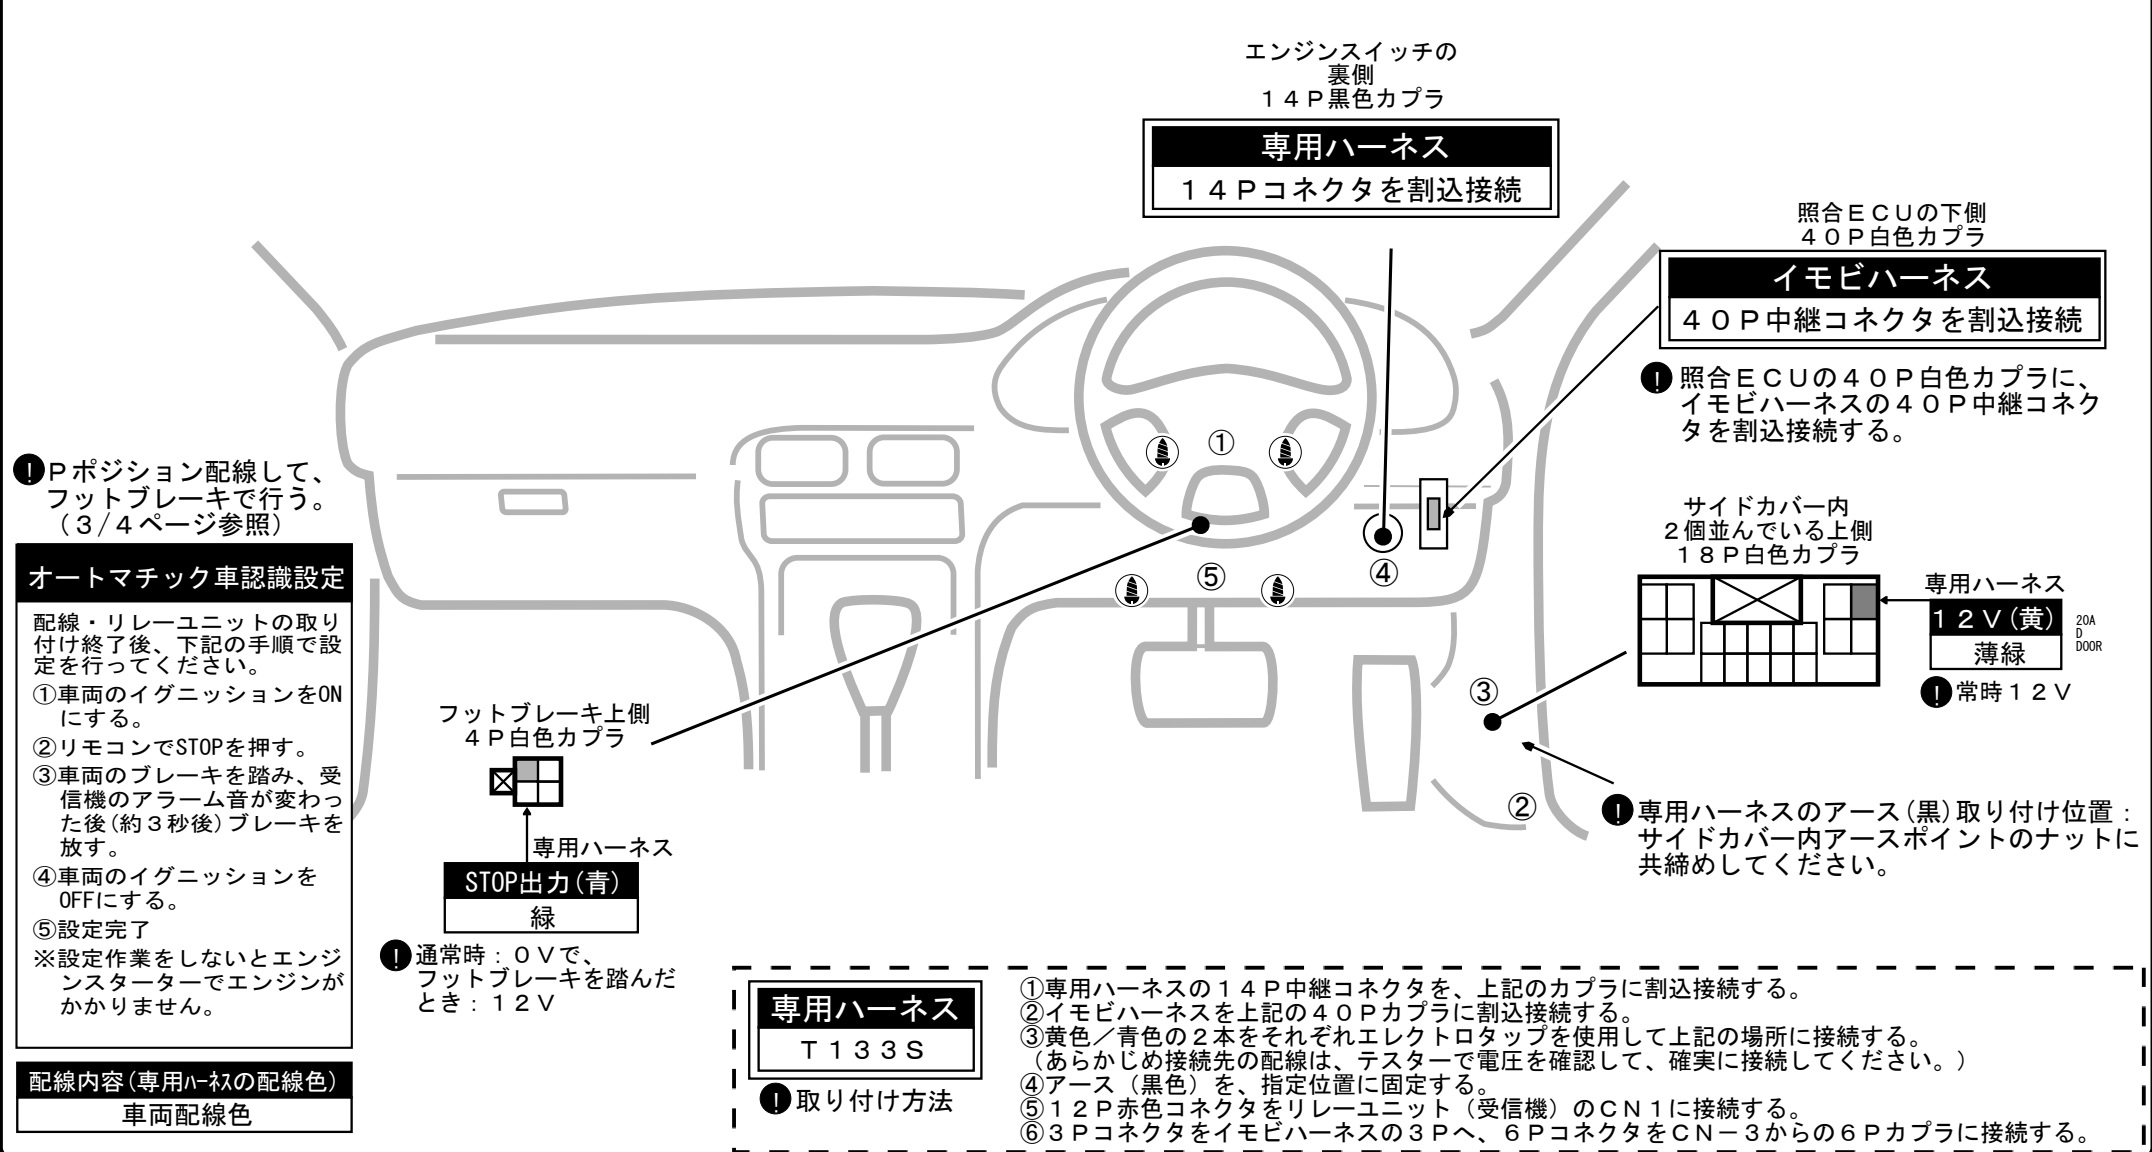 エンジンスイッチの
裏側
１４Ｐ黒色カプラ
専用ハーネス
１４Ｐコネクタを割込接続
照合ＥＣＵの下側
４０Ｐ白色カプラ
イモビハーネス
４０Ｐ中継コネクタを割込接続
! 照合ＥＣＵの４０Ｐ白色カプラに、
イモビハーネスの４０Ｐ中継コネク
タを割込接続する。
①
④
⑤
③
②
サイドカバー内
２個並んでいる上側
１８Ｐ白色カプラ
専用ハーネス
１２Ｖ(黄)
薄緑
20A
D
DOOR
! 常時１２Ｖ
! 専用ハーネスのアース(黒)取り付け位置：
サイドカバー内アースポイントのナットに
共締めしてください。
! Ｐポジション配線して、
フットブレーキで行う。
（３/４ページ参照）
オートマチック車認識設定
配線・リレーユニットの取り
付け終了後、下記の手順で設
定を行ってください。
①車両のイグニッションをON
にする。
②リモコンでSTOPを押す。
③車両のブレーキを踏み、受
信機のアラーム音が変わっ
た後(約３秒後)ブレーキを
放す。
④車両のイグニッションを
OFFにする。
⑤設定完了
※設定作業をしないとエンジ
ンスターターでエンジンが
かかりません。
配線内容(専用ﾊｰﾈｽの配線色)
車両配線色
フットブレーキ上側
４Ｐ白色カプラ
専用ハーネス
STOP出力(青)
緑
! 通常時：０Ｖで、
フットブレーキを踏んだ
とき：１２Ｖ
専用ハーネス
Ｔ１３３Ｓ
! 取り付け方法
①専用ハーネスの１４Ｐ中継コネクタを、上記のカプラに割込接続する。
②イモビハーネスを上記の４０Ｐカプラに割込接続する。
③黄色／青色の２本をそれぞれエレクトロタップを使用して上記の場所に接続する。
（あらかじめ接続先の配線は、テスターで電圧を確認して、確実に接続してください。）
④アース（黒色）を、指定位置に固定する。
⑤１２Ｐ赤色コネクタをリレーユニット（受信機）のＣＮ１に接続する。
⑥３Ｐコネクタをイモビハーネスの３Ｐへ、６ＰコネクタをＣＮ－３からの６Ｐカプラに接続する。